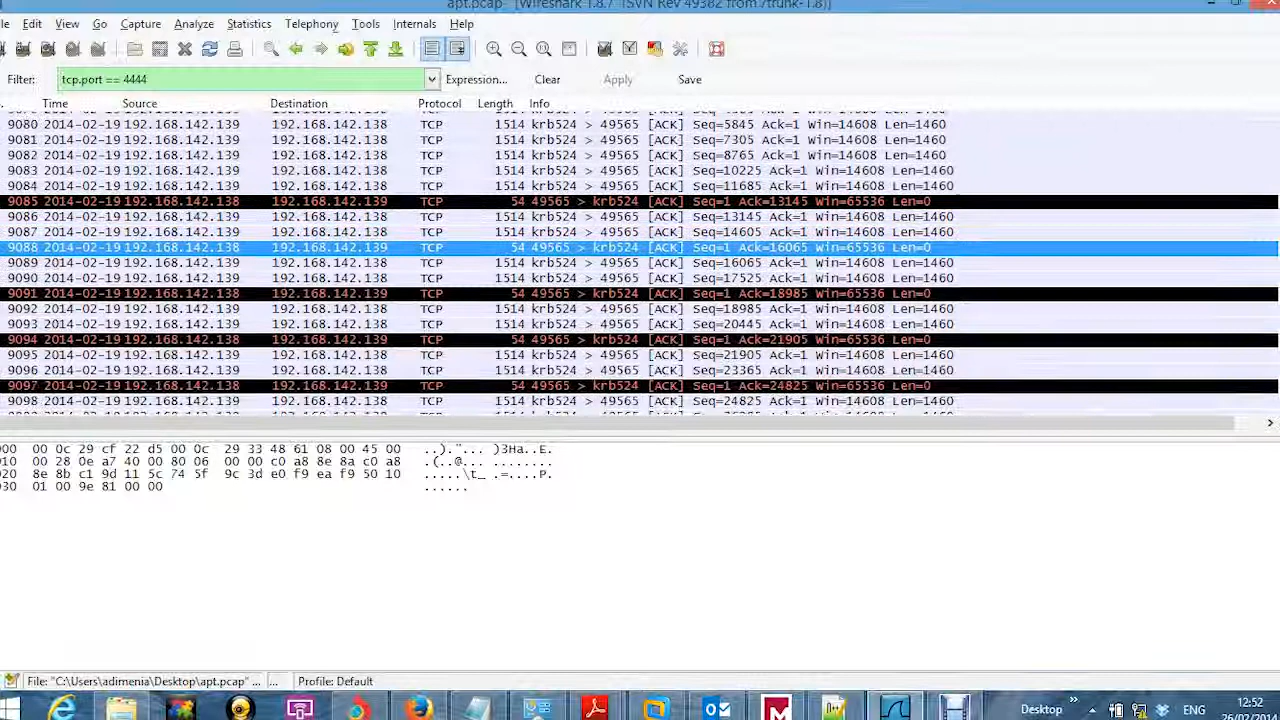 apt.pcap- [Wireshark 1.8.7 (SVN Rev 49382 from /trunk-1.8)]
Edit View Go Capture Analyze Statistics Telephony Tools Internals Help
Filter: tcp.port == 4444 Expression... Clear Apply Save
Time Source Destination Protocol Length Info
9080 2014-02-19 192.168.142.139 192.168.142.138 TCP 1514 krb524 > 49565 [ACK] Seq=5845 Ack=1 Win=14608 Len=1460
9081 2014-02-19 192.168.142.139 192.168.142.138 TCP 1514 krb524 > 49565 [ACK] Seq=7305 Ack=1 Win=14608 Len=1460
9082 2014-02-19 192.168.142.139 192.168.142.138 TCP 1514 krb524 > 49565 [ACK] Seq=8765 Ack=1 Win=14608 Len=1460
9083 2014-02-19 192.168.142.139 192.168.142.138 TCP 1514 krb524 > 49565 [ACK] Seq=10225 Ack=1 Win=14608 Len=1460
9084 2014-02-19 192.168.142.139 192.168.142.138 TCP 1514 krb524 > 49565 [ACK] Seq=11685 Ack=1 Win=14608 Len=1460
9085 2014-02-19 192.168.142.138 192.168.142.139 TCP 54 49565 > krb524 [ACK] Seq=1 Ack=13145 Win=65536 Len=0
9086 2014-02-19 192.168.142.139 192.168.142.138 TCP 1514 krb524 > 49565 [ACK] Seq=13145 Ack=1 Win=14608 Len=1460
9087 2014-02-19 192.168.142.139 192.168.142.138 TCP 1514 krb524 > 49565 [ACK] Seq=14605 Ack=1 Win=14608 Len=1460
9088 2014-02-19 192.168.142.138 192.168.142.139 TCP 54 49565 > krb524 [ACK] Seq=1 Ack=16065 Win=65536 Len=0
9089 2014-02-19 192.168.142.139 192.168.142.138 TCP 1514 krb524 > 49565 [ACK] Seq=16065 Ack=1 Win=14608 Len=1460
9090 2014-02-19 192.168.142.139 192.168.142.138 TCP 1514 krb524 > 49565 [ACK] Seq=17525 Ack=1 Win=14608 Len=1460
9091 2014-02-19 192.168.142.138 192.168.142.139 TCP 54 49565 > krb524 [ACK] Seq=1 Ack=18985 Win=65536 Len=0
9092 2014-02-19 192.168.142.139 192.168.142.138 TCP 1514 krb524 > 49565 [ACK] Seq=18985 Ack=1 Win=14608 Len=1460
9093 2014-02-19 192.168.142.139 192.168.142.138 TCP 1514 krb524 > 49565 [ACK] Seq=20445 Ack=1 Win=14608 Len=1460
9094 2014-02-19 192.168.142.138 192.168.142.139 TCP 54 49565 > krb524 [ACK] Seq=1 Ack=21905 Win=65536 Len=0
9095 2014-02-19 192.168.142.139 192.168.142.138 TCP 1514 krb524 > 49565 [ACK] Seq=21905 Ack=1 Win=14608 Len=1460
9096 2014-02-19 192.168.142.139 192.168.142.138 TCP 1514 krb524 > 49565 [ACK] Seq=23365 Ack=1 Win=14608 Len=1460
9097 2014-02-19 192.168.142.138 192.168.142.139 TCP 54 49565 > krb524 [ACK] Seq=1 Ack=24825 Win=65536 Len=0
9098 2014-02-19 192.168.142.139 192.168.142.138 TCP 1514 krb524 > 49565 [ACK] Seq=24825 Ack=1 Win=14608 Len=1460
000 00 0c 29 cf 22 d5 00 0c 29 33 48 61 08 00 45 00 ..)."... )3Ha..E.
010 00 28 0e a7 40 00 80 06 00 00 c0 a8 8e 8a c0 a8 .(..@... ........
020 8e 8b c1 9d 11 5c 74 5f 9c 3d e0 f9 ea f9 50 10 .....\t_ .=....P.
030 01 00 9e 81 00 00 ......
File: "C:\Users\adimenia\Desktop\apt.pcap" ... ... Profile: Default
Desktop ENG 12:52